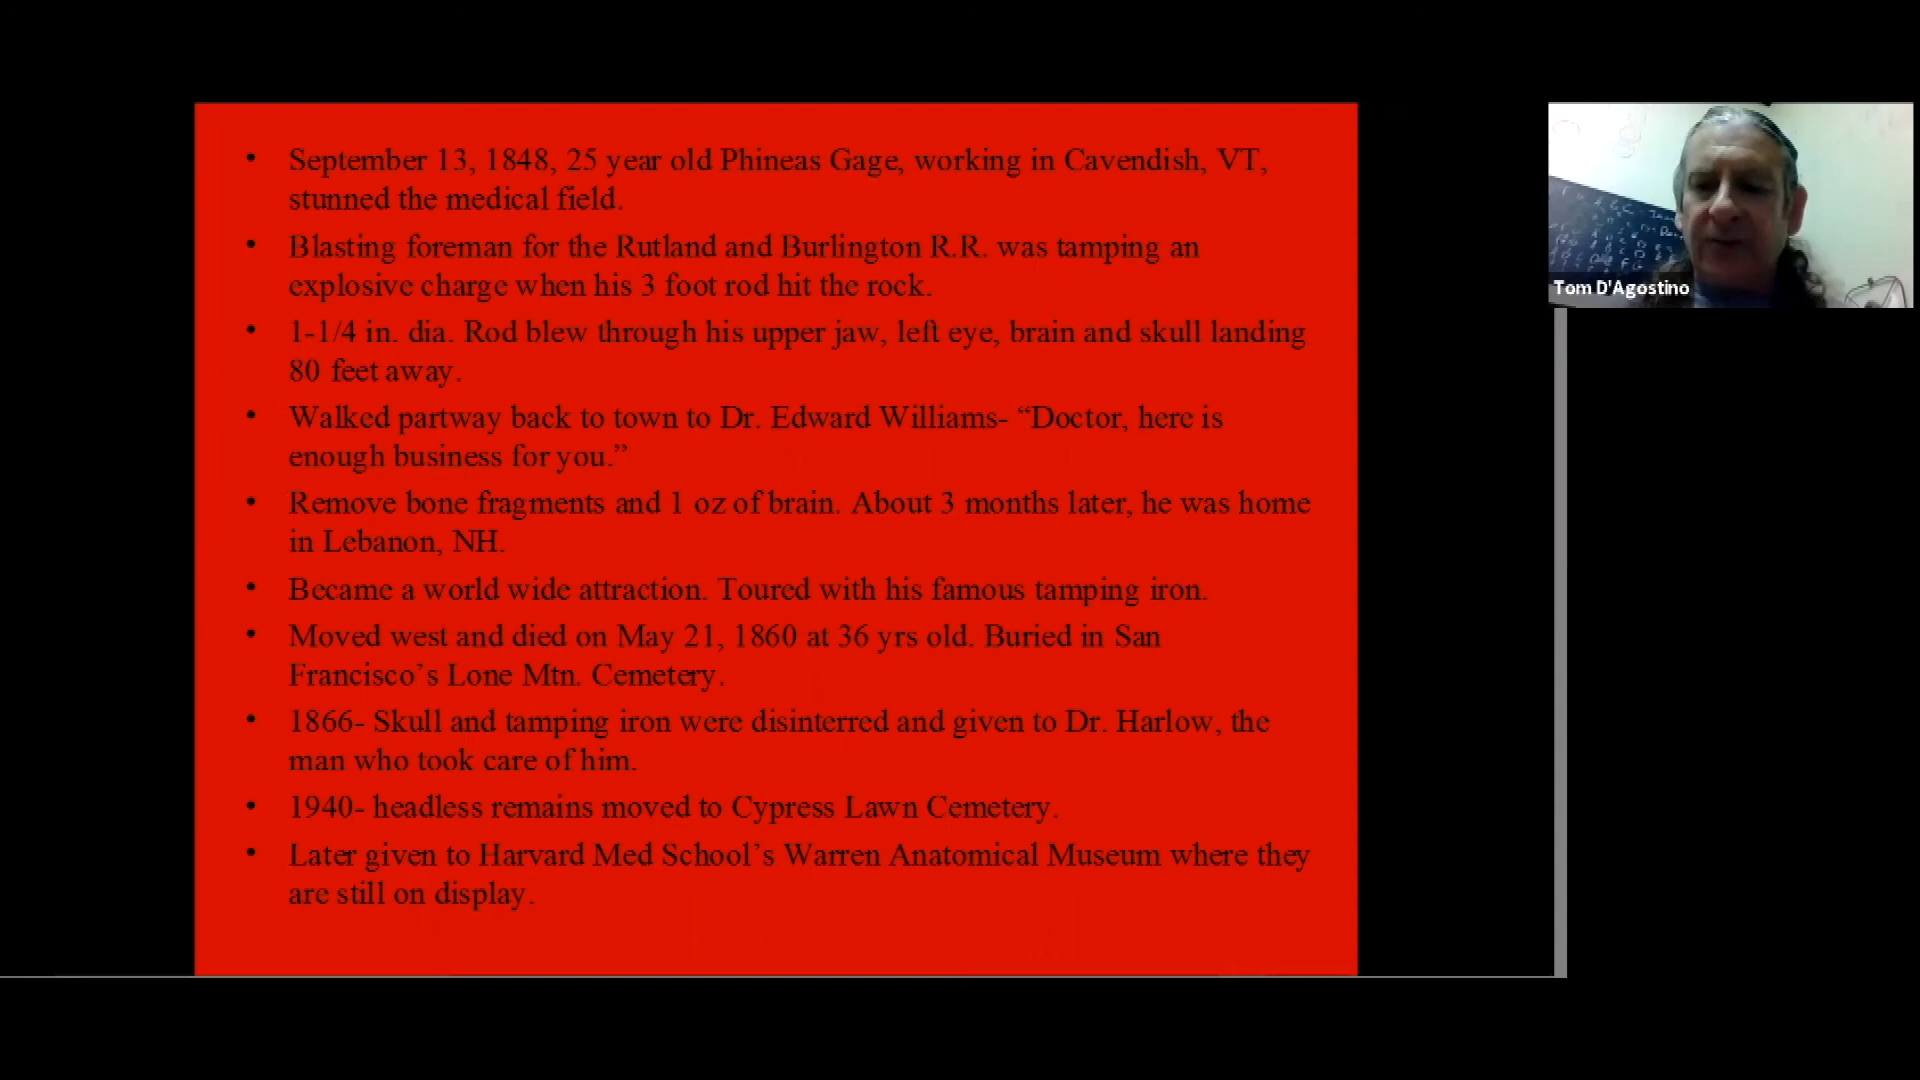 • September 13, 1848, 25 year old Phineas Gage, working in Cavendish, VT,
stunned the medical field.
• Blasting foreman for the Rutland and Burlington R.R. was tamping an
explosive charge when his 3 foot rod hit the rock.
• 1-1/4 in. dia. Rod blew through his upper jaw, left eye, brain and skull landing
80 feet away.
• Walked partway back to town to Dr. Edward Williams- “Doctor, here is
enough business for you.”
• Remove bone fragments and 1 oz of brain. About 3 months later, he was home
in Lebanon, NH.
• Became a world wide attraction. Toured with his famous tamping iron.
• Moved west and died on May 21, 1860 at 36 yrs old. Buried in San
Francisco’s Lone Mtn. Cemetery.
• 1866- Skull and tamping iron were disinterred and given to Dr. Harlow, the
man who took care of him.
• 1940- headless remains moved to Cypress Lawn Cemetery.
• Later given to Harvard Med School’s Warren Anatomical Museum where they
are still on display.
Tom D'Agostino